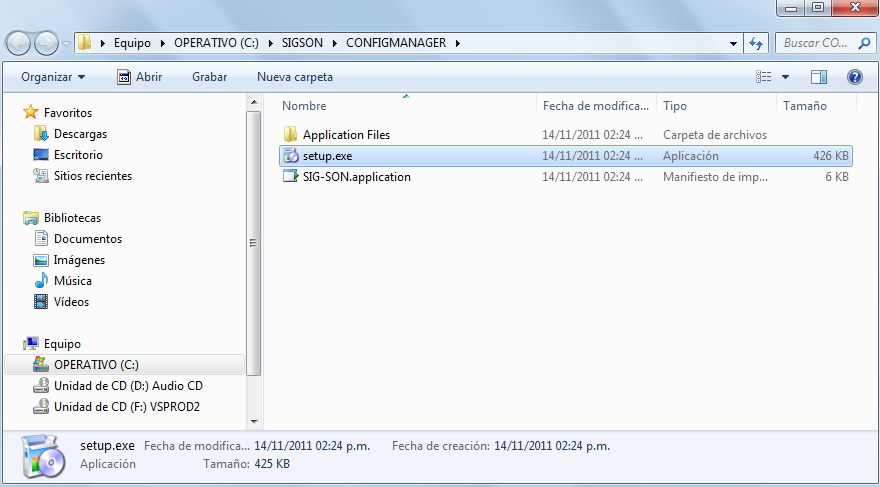 Equipo OPERATIVO (C:) SIGSON CONFIGMANAGER Buscar CO...
Organizar Abrir Grabar Nueva carpeta
Favoritos
Descargas
Escritorio
Sitios recientes
Bibliotecas
Documentos
Imágenes
Música
Vídeos
Equipo
OPERATIVO (C:)
Unidad de CD (D:) Audio CD
Unidad de CD (F:) VSPROD2
Nombre Fecha de modifica... Tipo Tamaño
Application Files 14/11/2011 02:24 ... Carpeta de archivos
setup.exe 14/11/2011 02:24 ... Aplicación 426 KB
SIG-SON.application 14/11/2011 02:24 ... Manifiesto de imp... 6 KB
setup.exe Fecha de modifica... 14/11/2011 02:24 p.m. Fecha de creación: 14/11/2011 02:24 p.m.
Aplicación Tamaño: 425 KB